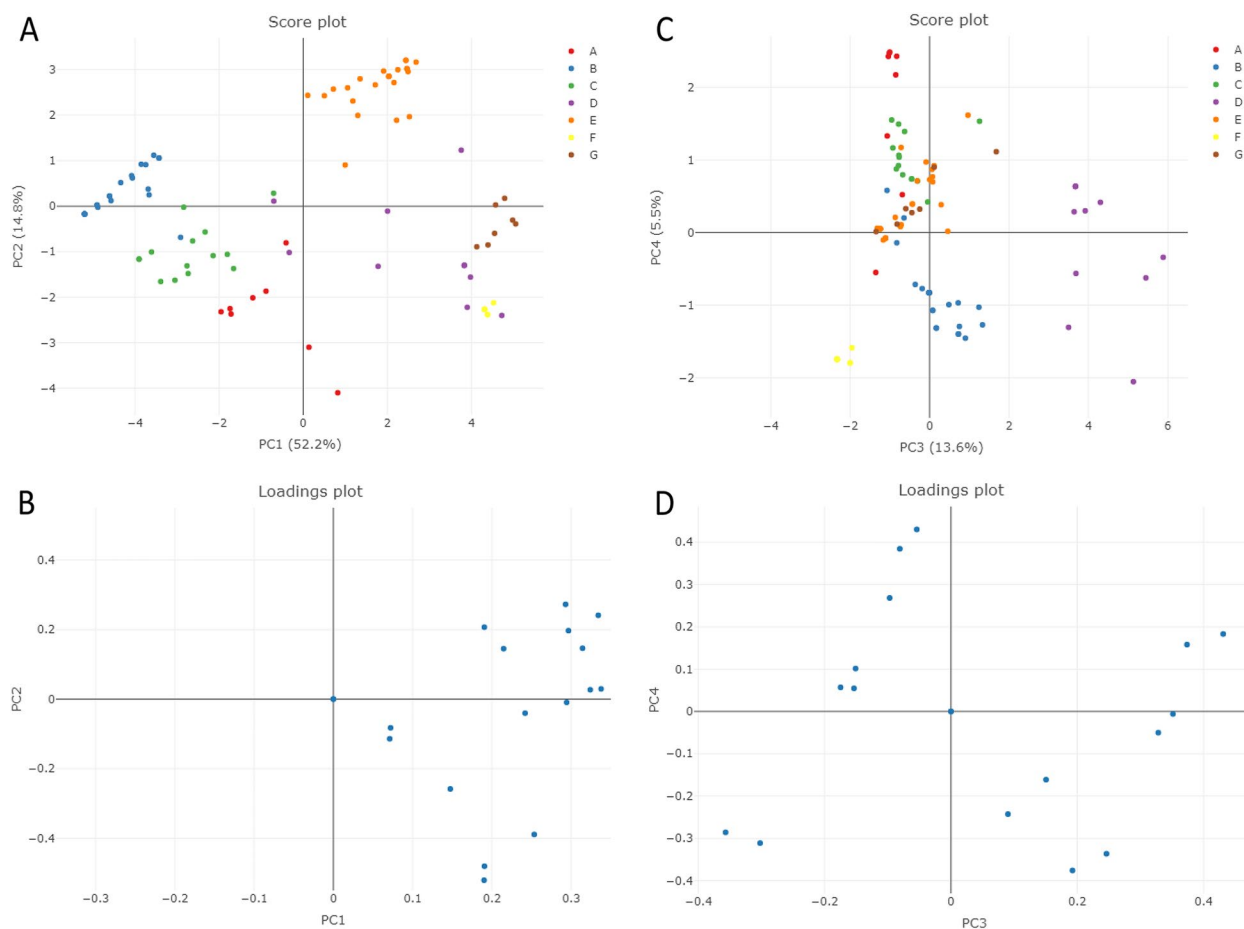 A
Score plot
PC2 (14.8%)
3
2
1
0
−1
−2
−3
−4
−4
−2
0
2
4
PC1 (52.2%)
A
B
C
D
E
F
G
C
Score plot
PC4 (5.5%)
2
1
0
−1
−2
−4
−2
0
2
4
6
PC3 (13.6%)
A
B
C
D
E
F
G
B
Loadings plot
PC2
0.4
0.2
0
−0.2
−0.4
−0.3
−0.2
−0.1
0
0.1
0.2
0.3
PC1
D
Loadings plot
PC4
0.4
0.3
0.2
0.1
0
−0.1
−0.2
−0.3
−0.4
−0.4
−0.2
0
0.2
0.4
PC3